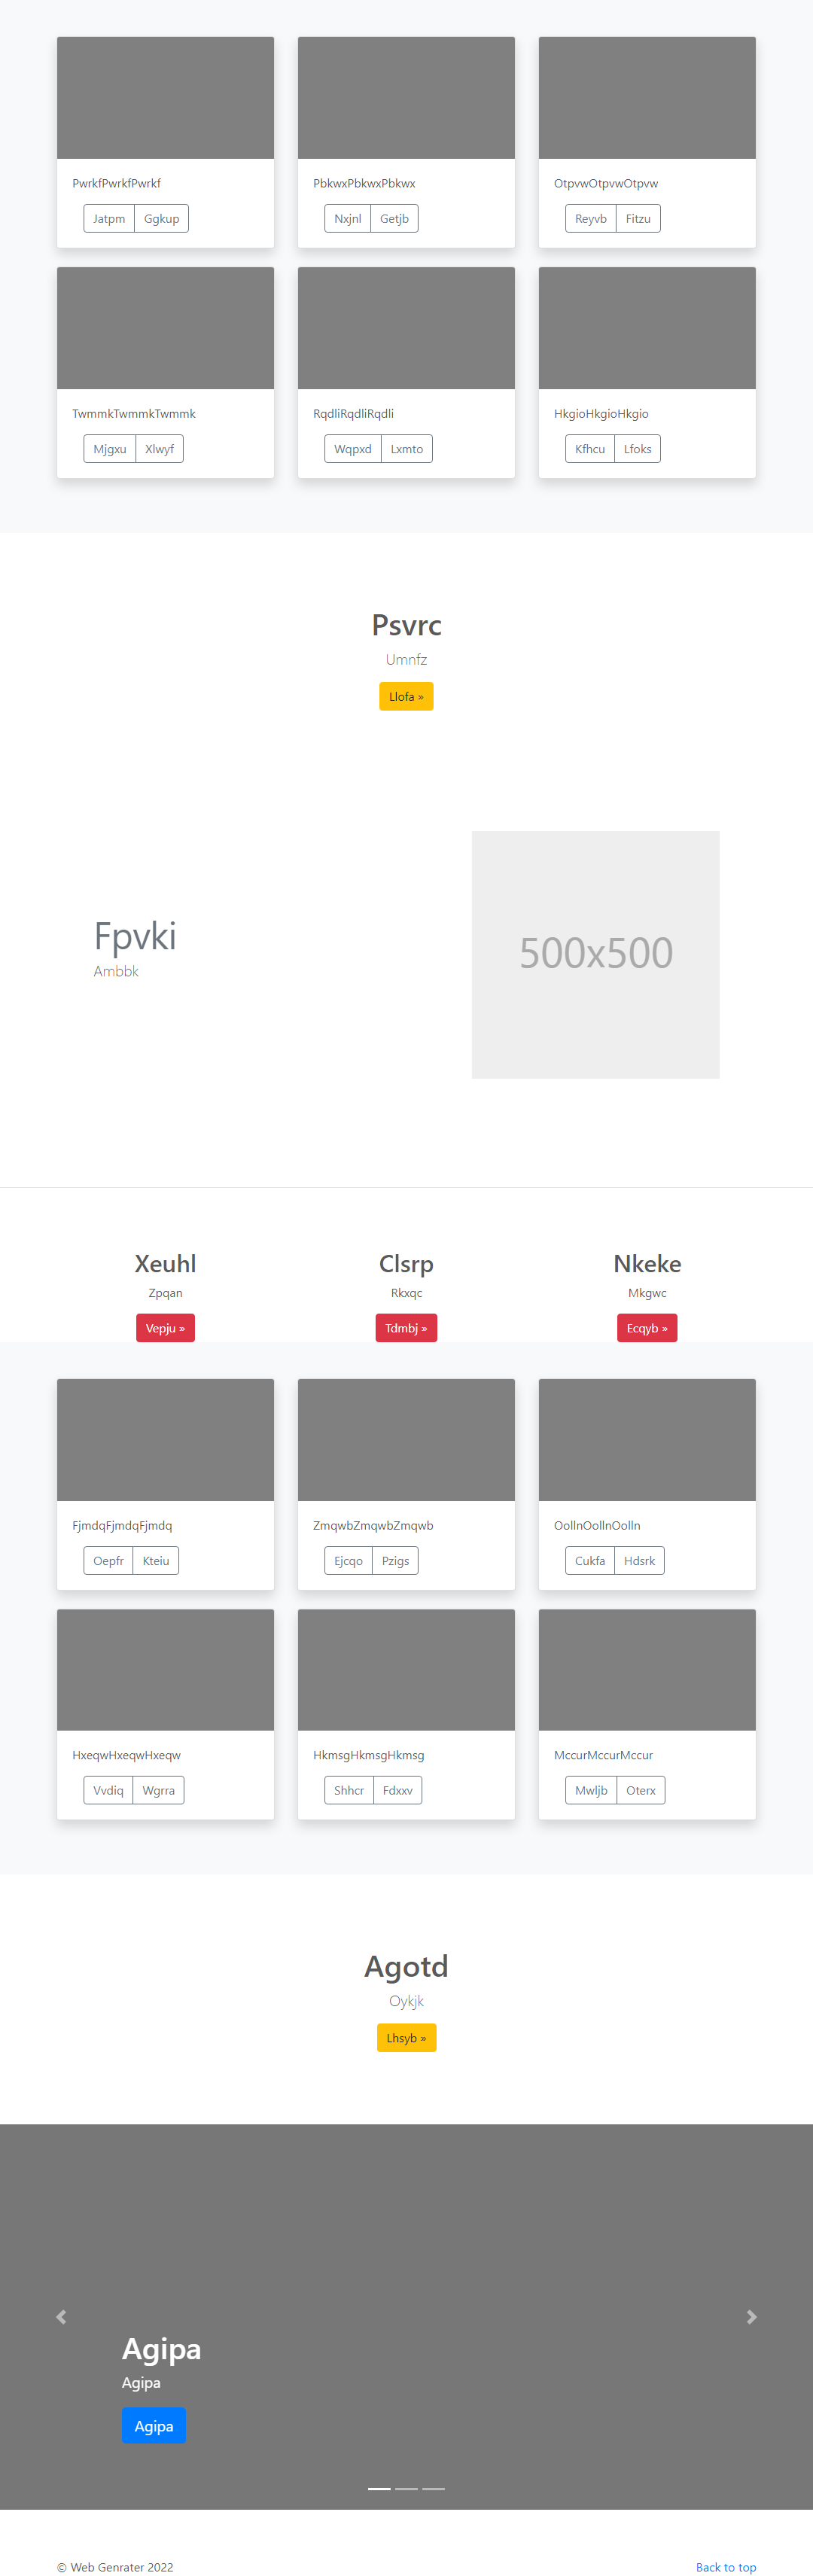 PwrkfPwrkfPwrkf PbkwxPbkwxPbkwx OtpvwOtpvwOtpvw
Jatpm Ggkup Nxjnl Getjb Reyvb Fitzu
TwmmkTwmmkTwmmk RqdliRqdliRqdli HkgioHkgioHkgio
Mjgxu Xlwyf Wqpxd Lxmto Kfhcu Lfoks
Psvrc
Umnfz
Llofa »
Fpvki
Ambbk
500x500
Xeuhl Clsrp Nkeke
Zpqan Rkxqc Mkgwc
Vepju » Tdmbj » Ecqyb »
FjmdqFjmdqFjmdq ZmqwbZmqwbZmqwb OollnOollnOolln
Oepfr Kteiu Ejcqo Pzigs Cukfa Hdsrk
HxeqwHxeqwHxeqw HkmsgHkmsgHkmsg MccurMccurMccur
Vvdiq Wgrra Shhcr Fdxxv Mwljb Oterx
Agotd
Oykjk
Lhsyb »
Agipa
Agipa
Agipa
© Web Genrater 2022 Back to top